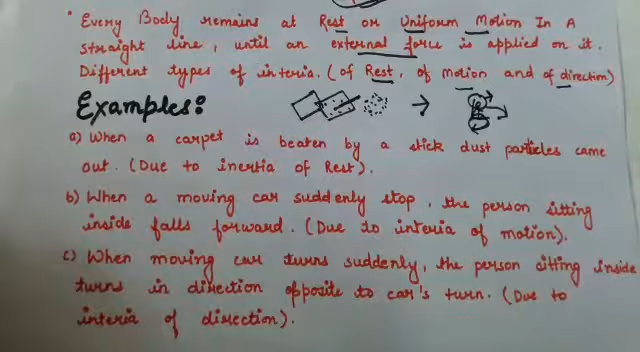 • Every Body remains at Rest or Uniform Motion In A
straight line, until an external force is applied on it.
Different types of interia. (of Rest, of motion and of direction)
Examples:
a) When a carpet is beaten by a stick dust particles came
out. (Due to inertia of Rest).
b) When a moving car suddenly stop, the person sitting
inside falls forward. (Due to interia of motion).
c) When moving car turns suddenly, the person sitting inside
turns in direction opposite to car's turn. (Due to
interia of direction).